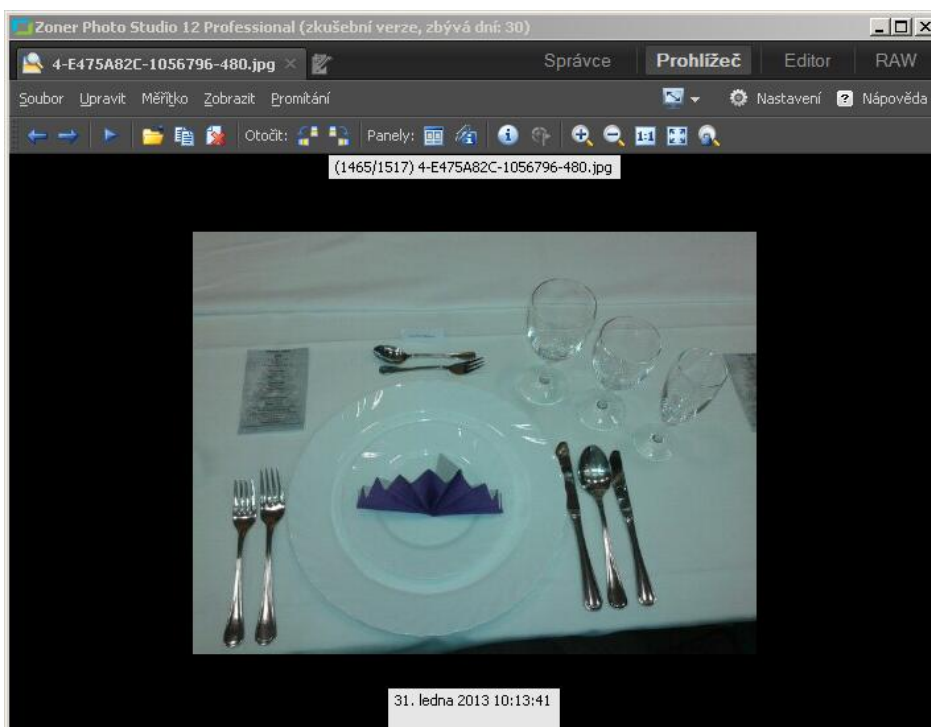 Zoner Photo Studio 12 Professional (zkušební verze, zbývá dní: 30)
4-E475A82C-1056796-480.jpg
Správce Prohlížeč Editor RAW
Soubor Upravit Měřítko Zobrazit Promítání
Nastavení ? Nápověda
Otočit: Panely: 1:1
(1465/1517) 4-E475A82C-1056796-480.jpg
31. ledna 2013 10:13:41